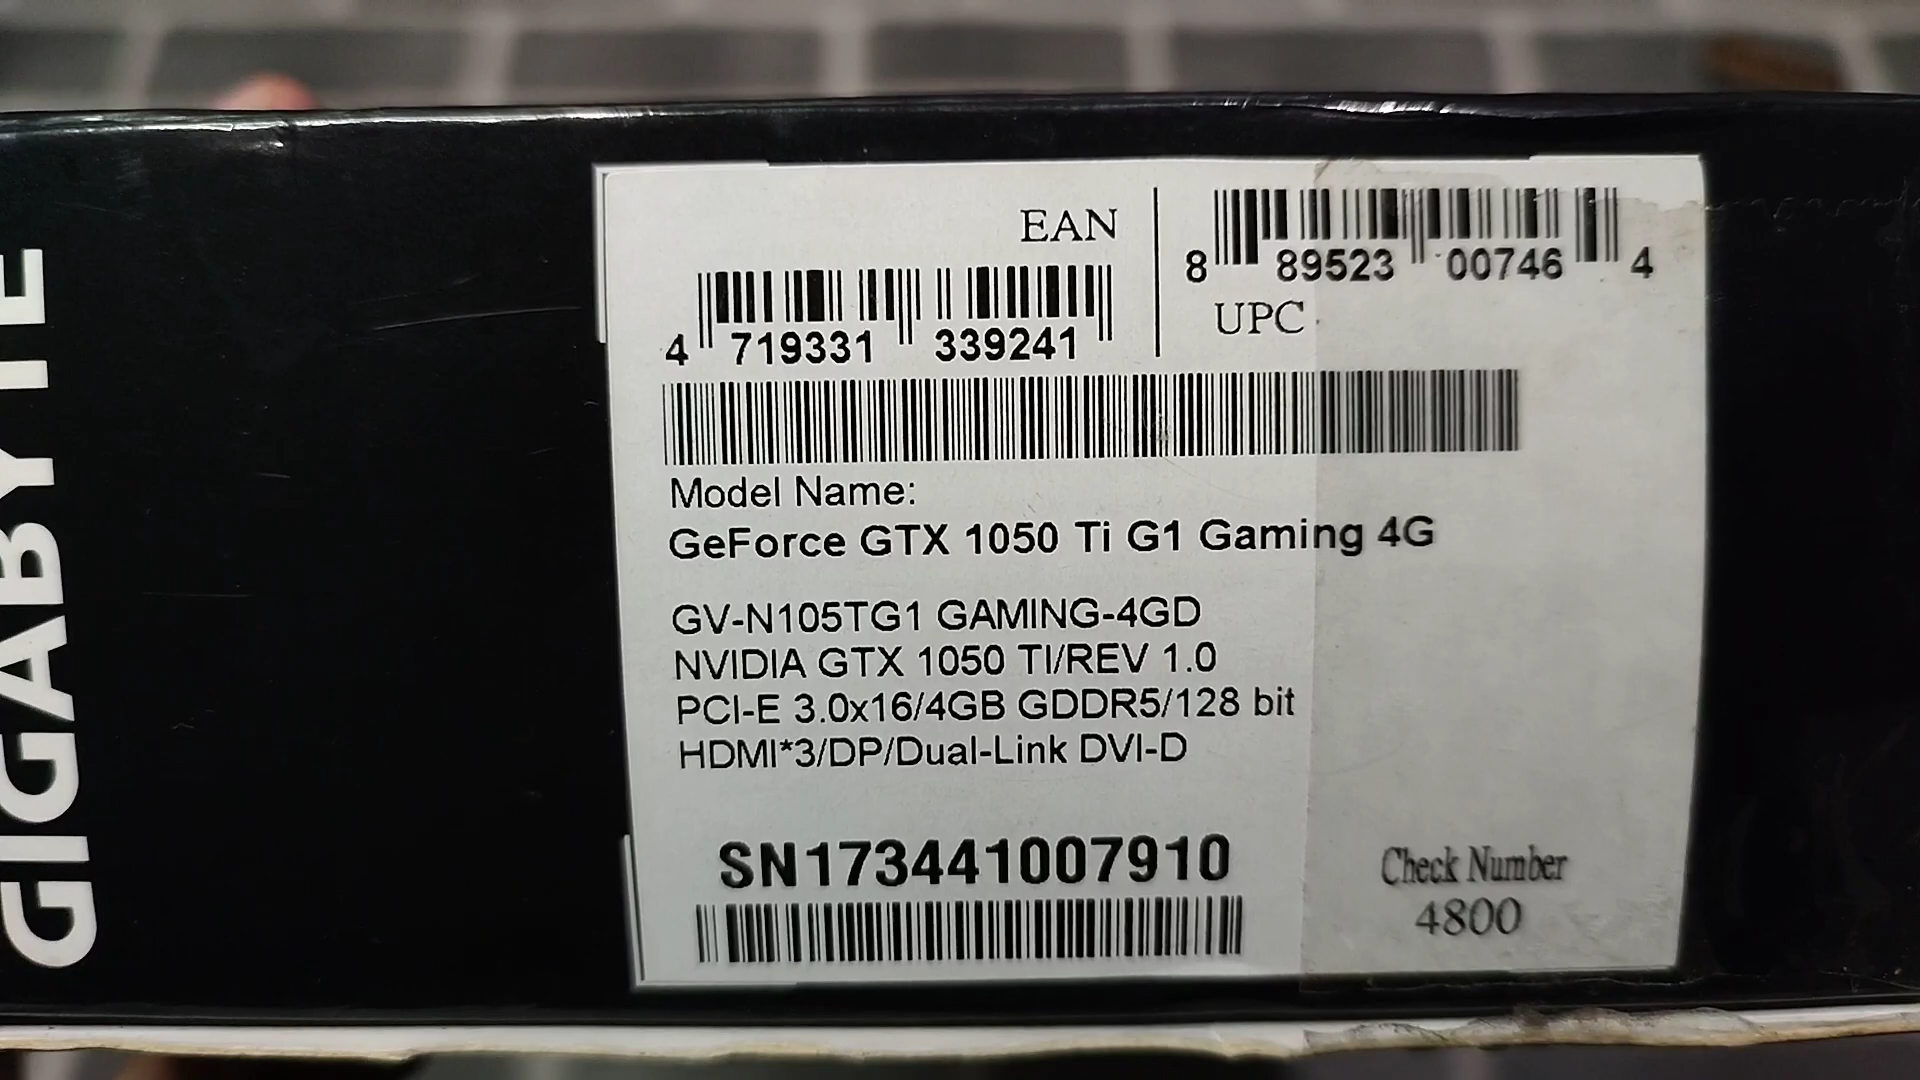 GIGABYTE
EAN
4 719331 339241
8 89523 00746 4
UPC
Model Name:
GeForce GTX 1050 Ti G1 Gaming 4G
GV-N105TG1 GAMING-4GD
NVIDIA GTX 1050 TI/REV 1.0
PCI-E 3.0x16/4GB GDDR5/128 bit
HDMI*3/DP/Dual-Link DVI-D
SN173441007910
Check Number
4800